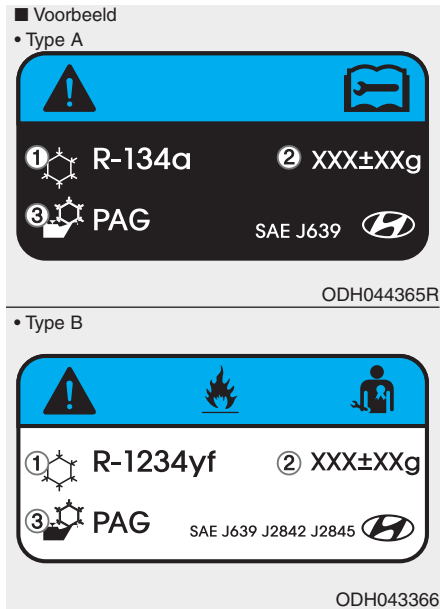 ■ Voorbeeld
• Type A
① R-134a ② XXX±XXg
③ PAG SAE J639
ODH044365R
• Type B
① R-1234yf ② XXX±XXg
③ PAG SAE J639 J2842 J2845
ODH043366